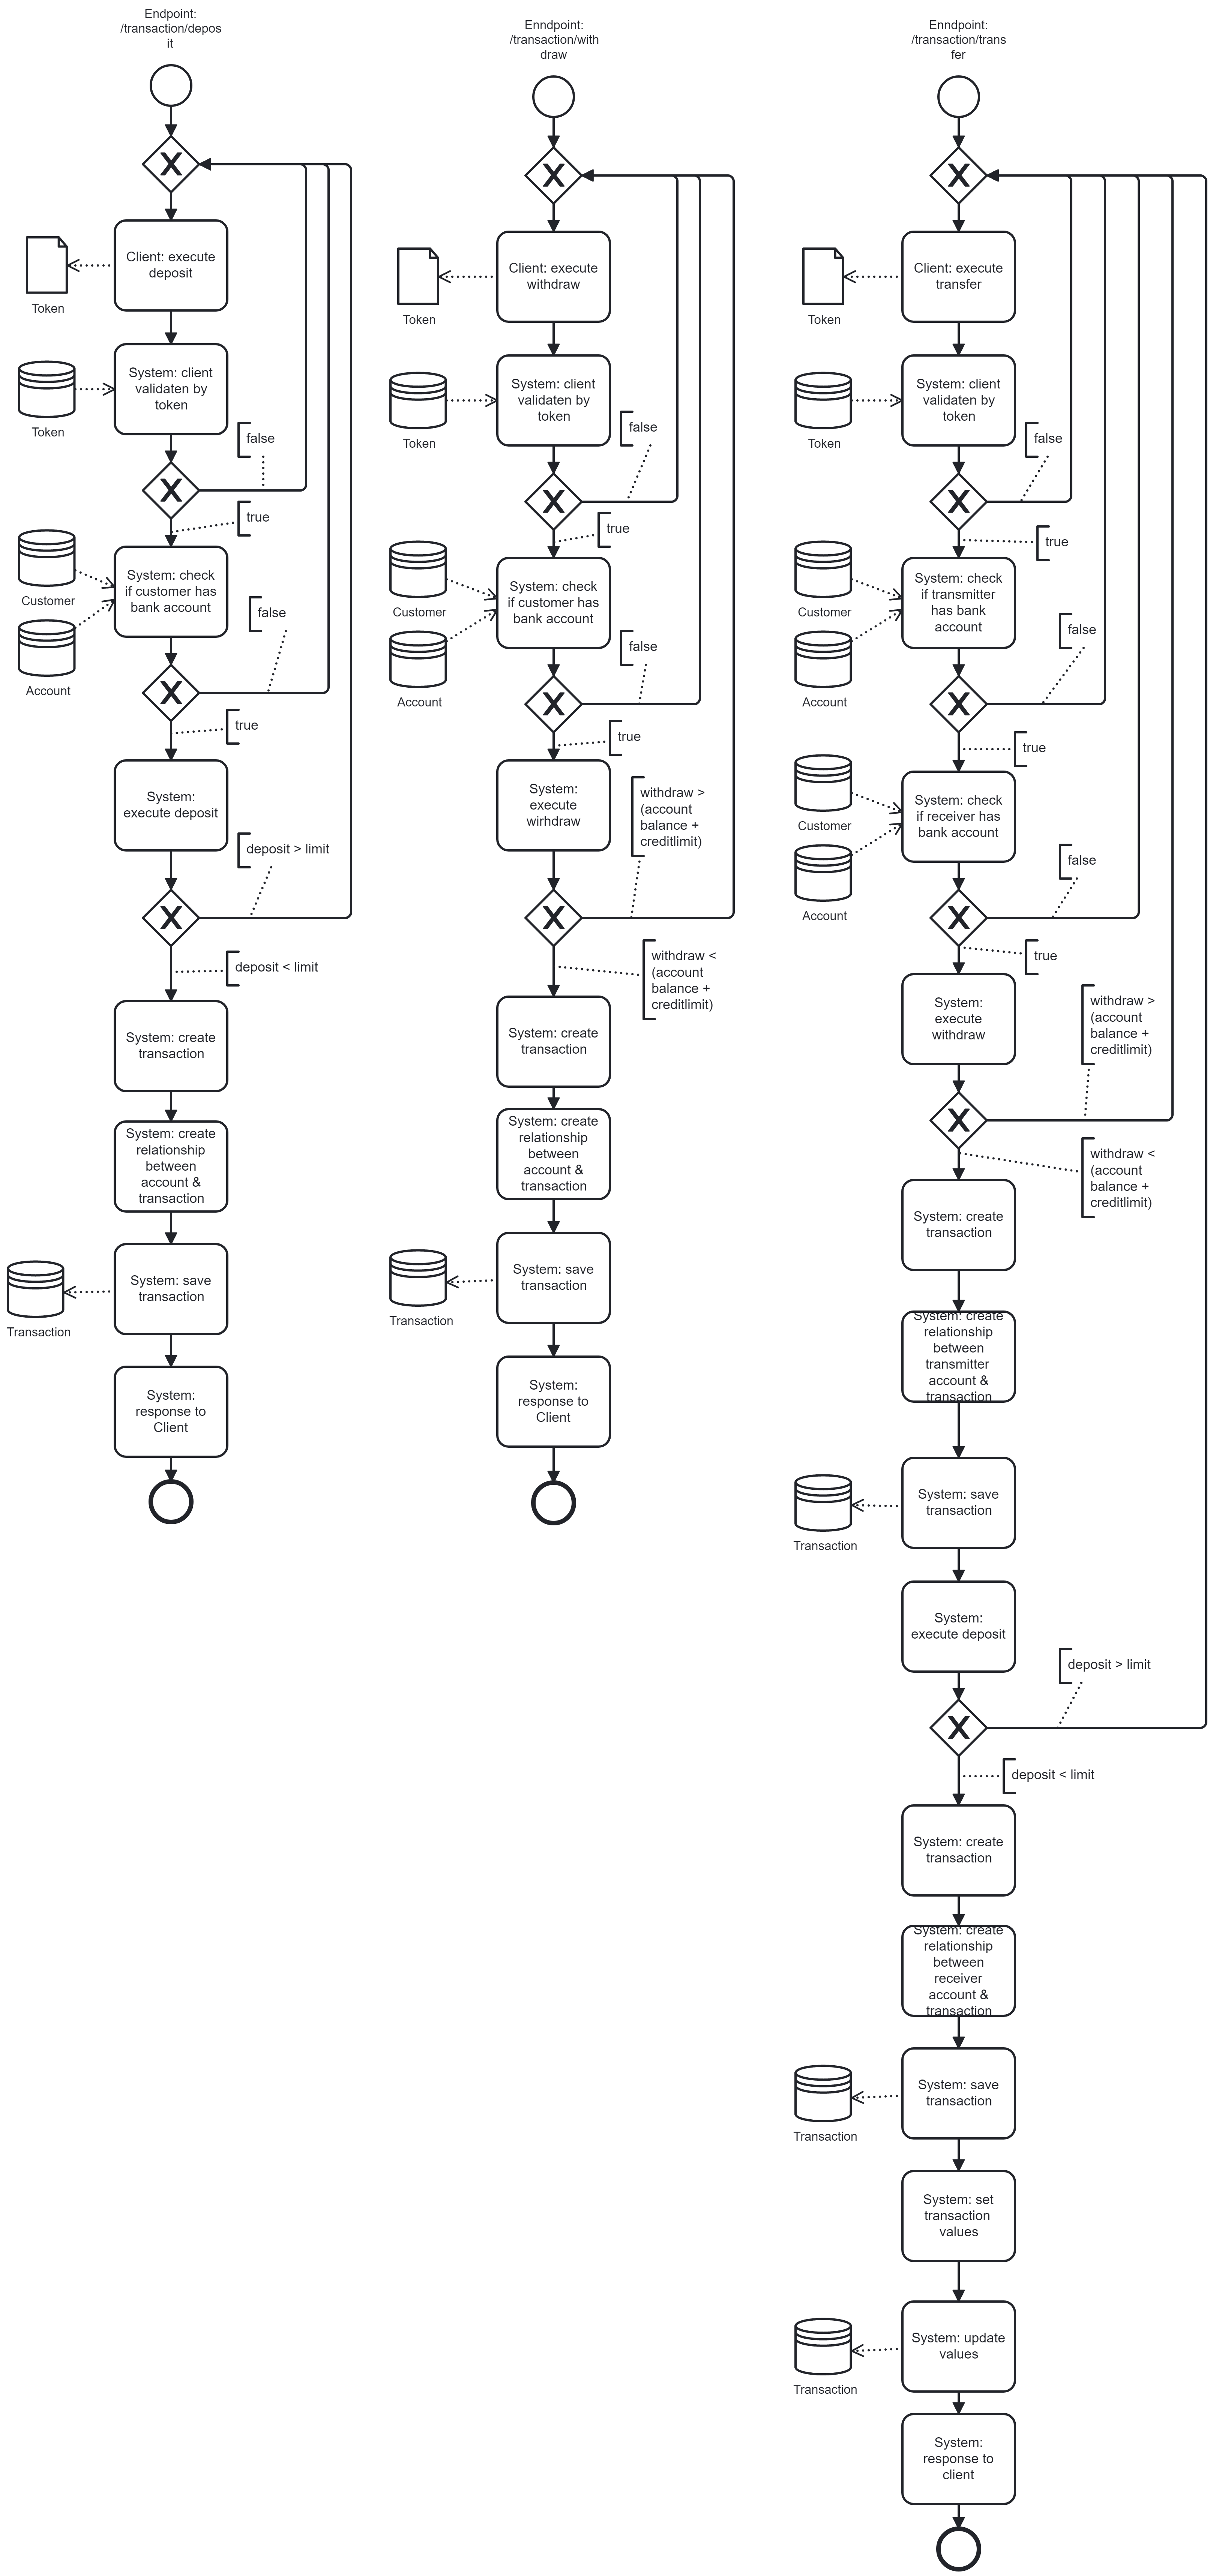 Endpoint:
/transaction/depos
it
Client: execute
deposit
Token
System: client
validaten by
token
Token
false
true
System: check
if customer has
bank account
Customer
Account
false
true
System:
execute deposit
deposit > limit
deposit < limit
System: create
transaction
System: create
relationship
between
account &
transaction
System: save
transaction
Transaction
System:
response to
Client
Enndpoint:
/transaction/with
draw
Client: execute
withdraw
Token
System: client
validaten by
token
Token
false
true
System: check
if customer has
bank account
Customer
Account
false
true
System:
execute
wirhdraw
withdraw >
(account
balance +
creditlimit)
withdraw <
(account
balance +
creditlimit)
System: create
transaction
System: create
relationship
between
account &
transaction
System: save
transaction
Transaction
System:
response to
Client
Enndpoint:
/transaction/trans
fer
Client: execute
transfer
Token
System: client
validaten by
token
Token
false
true
System: check
if transmitter
has bank
account
Customer
Account
false
true
System: check
if receiver has
bank account
Customer
Account
false
true
System:
execute
withdraw
withdraw >
(account
balance +
creditlimit)
withdraw <
(account
balance +
creditlimit)
System: create
transaction
System: create
relationship
between
transmitter
account &
transaction
System: save
transaction
Transaction
System:
execute deposit
deposit > limit
deposit < limit
System: create
transaction
System: create
relationship
between
receiver
account &
transaction
System: save
transaction
Transaction
System: set
transaction
values
System: update
values
Transaction
System:
response to
client